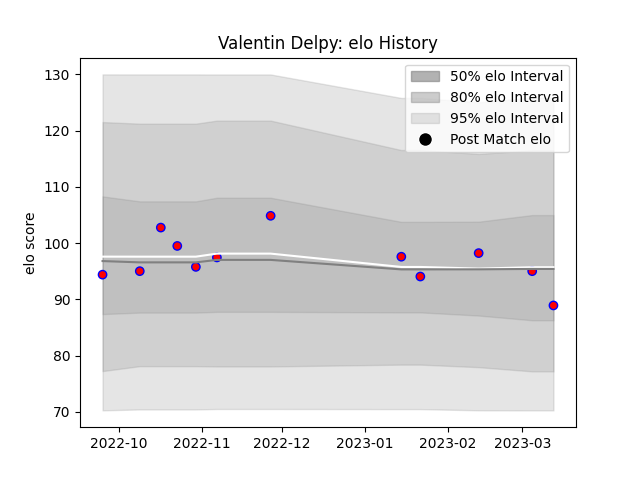 Valentin Delpy: elo History
130
120
110
100
90
80
70
elo score
50% elo Interval
80% elo Interval
95% elo Interval
Post Match elo
2022-10
2022-11
2022-12
2023-01
2023-02
2023-03